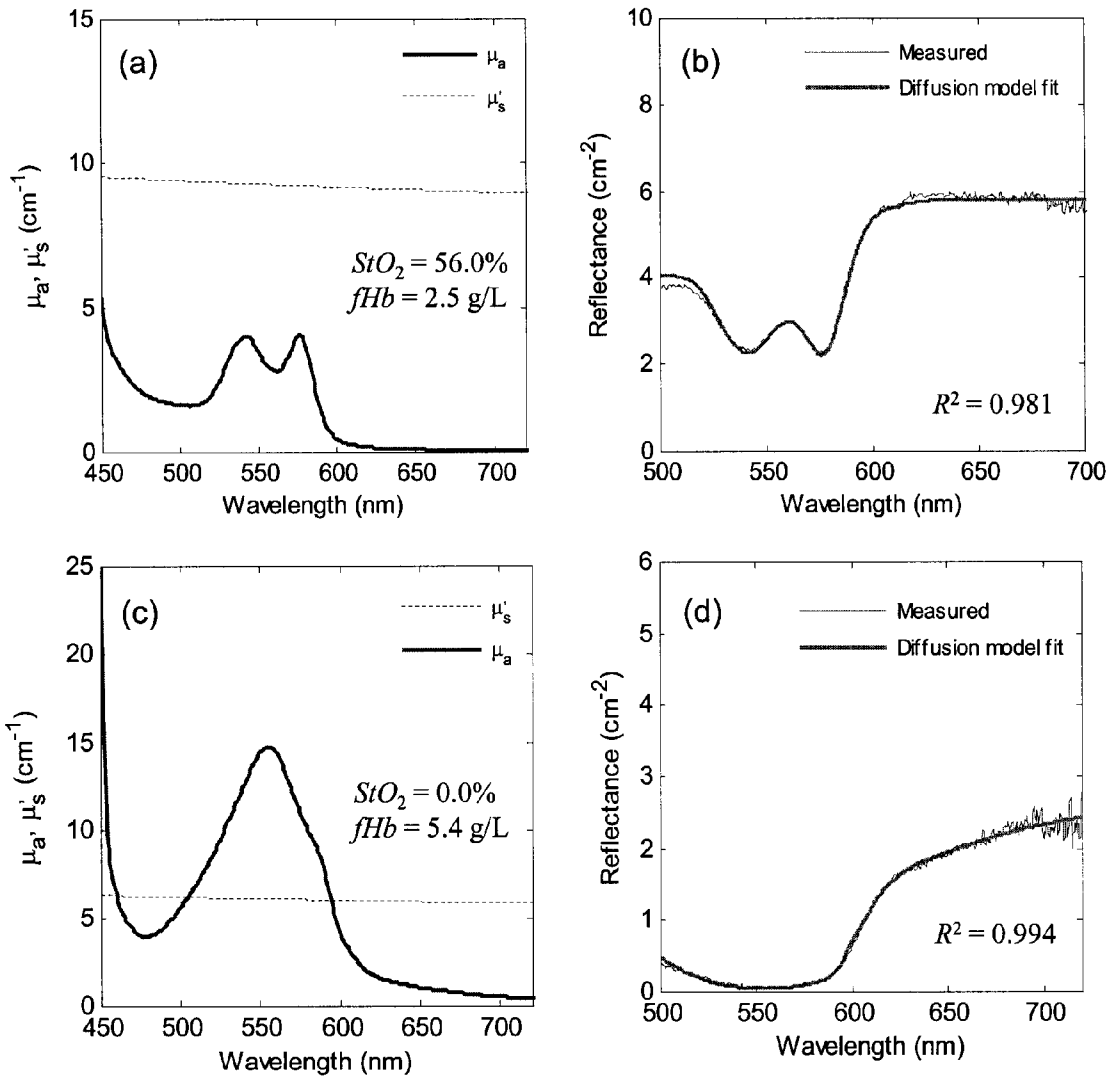 (a)
15
10
5
0
μa
μ's
μa, μ's (cm-1)
StO2 = 56.0%
fHb = 2.5 g/L
450 500 550 600 650 700
Wavelength (nm)
(b)
10
8
6
4
2
0
Measured
Diffusion model fit
Reflectance (cm-2)
R2 = 0.981
500 550 600 650 700
Wavelength (nm)
(c)
25
20
15
10
5
0
μ's
μa
μa, μ's (cm-1)
StO2 = 0.0%
fHb = 5.4 g/L
450 500 550 600 650 700
Wavelength (nm)
(d)
6
5
4
3
2
1
0
Measured
Diffusion model fit
Reflectance (cm-2)
R2 = 0.994
500 550 600 650 700
Wavelength (nm)